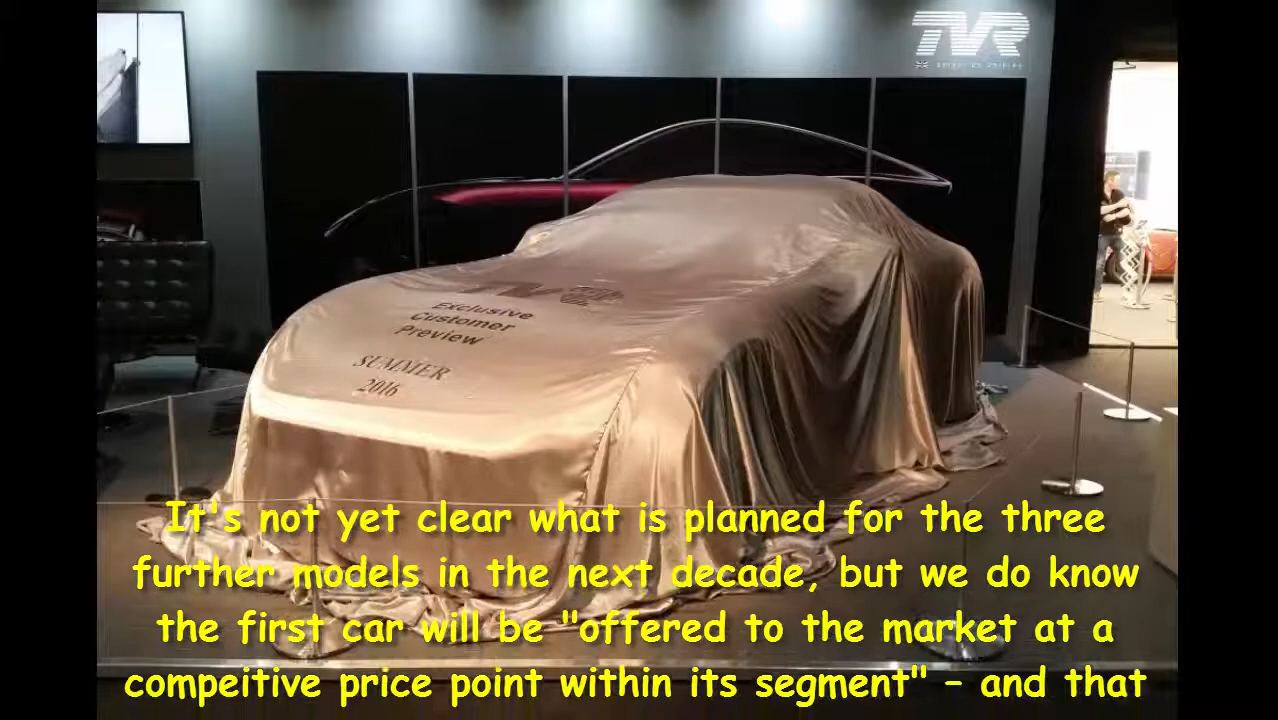 TVR
Exclusive
Customer
Preview
SUMMER
2016
It's not yet clear what is planned for the three
further models in the next decade, but we do know
the first car will be "offered to the market at a
compeitive price point within its segment" – and that